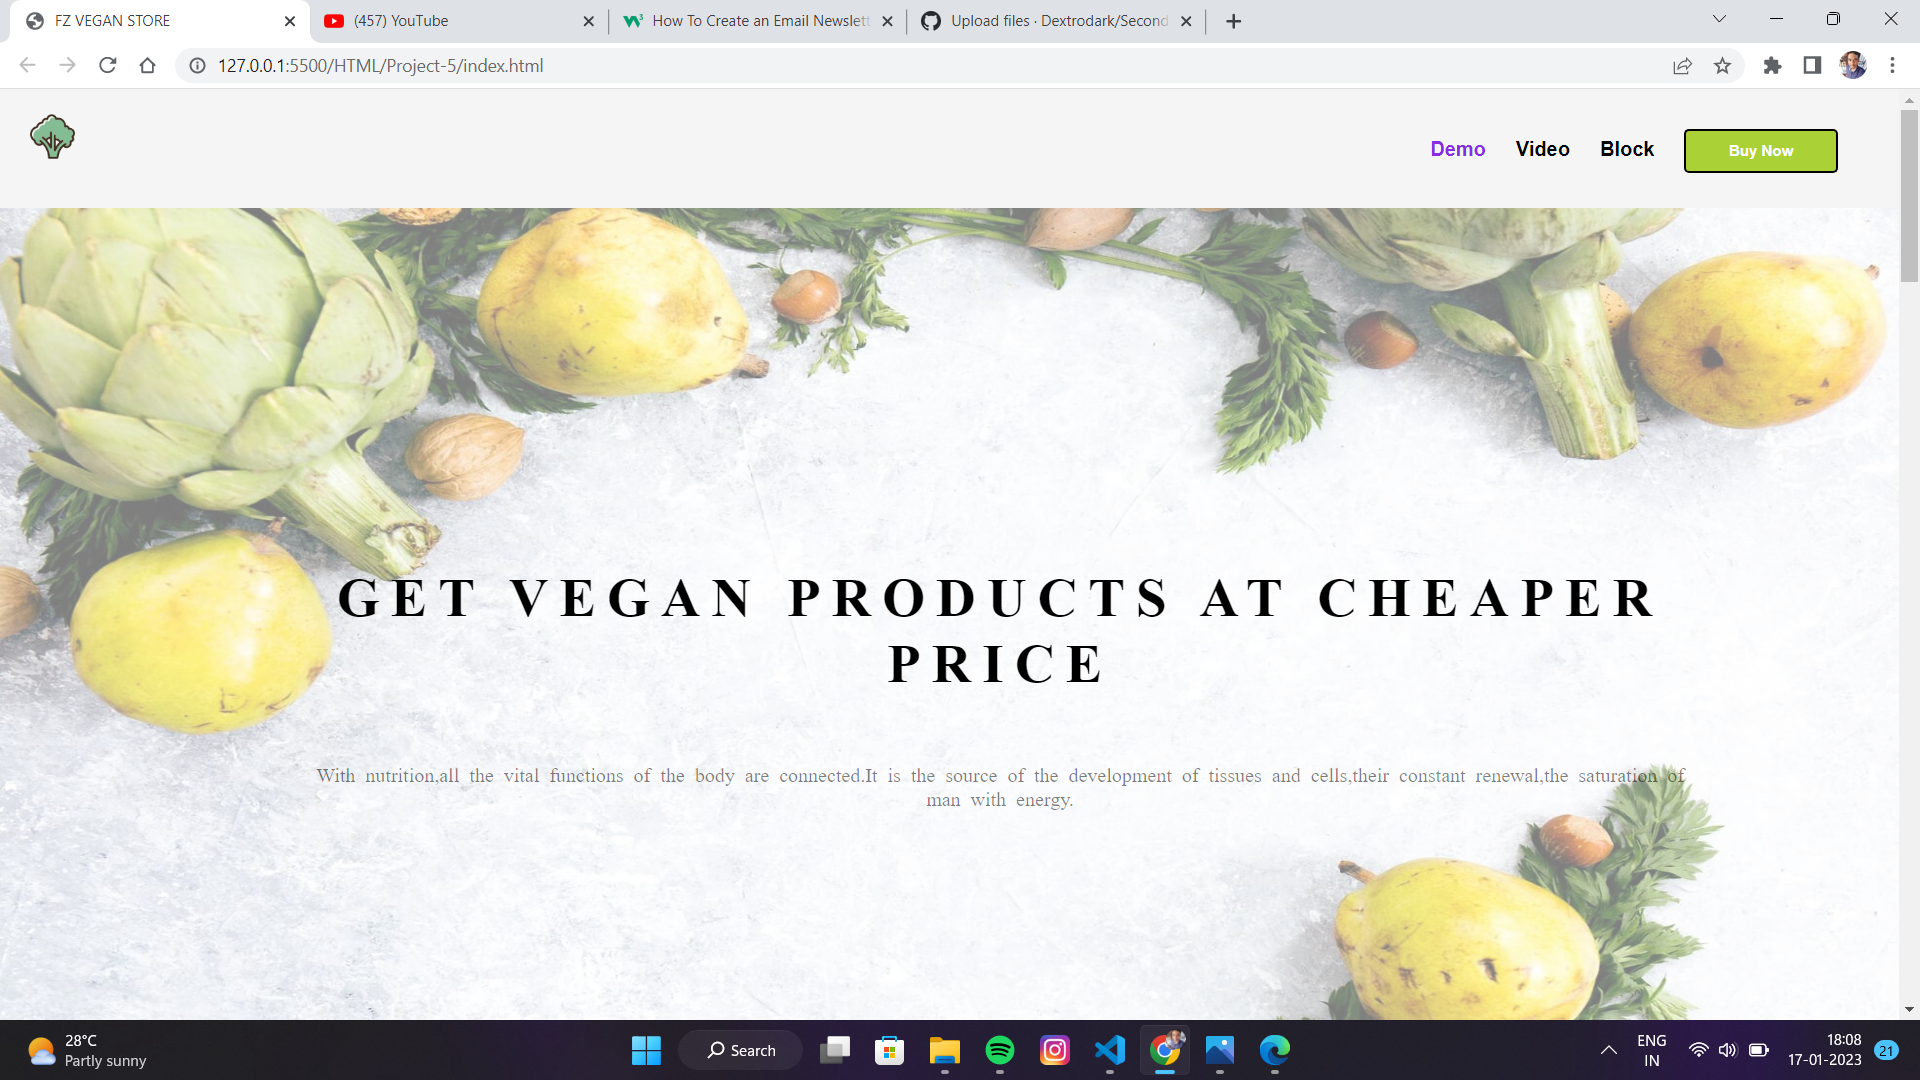 FZ VEGAN STORE
(457) YouTube
How To Create an Email Newslett
Upload files · Dextrodark/Second
127.0.0.1:5500/HTML/Project-5/index.html
Demo
Video
Block
Buy Now
GET VEGAN PRODUCTS AT CHEAPER
PRICE
With nutrition,all the vital functions of the body are connected.It is the source of the development of tissues and cells,their constant renewal,the saturation of
man with energy.
28°C
Partly sunny
Search
ENG
IN
18:08
17-01-2023
21